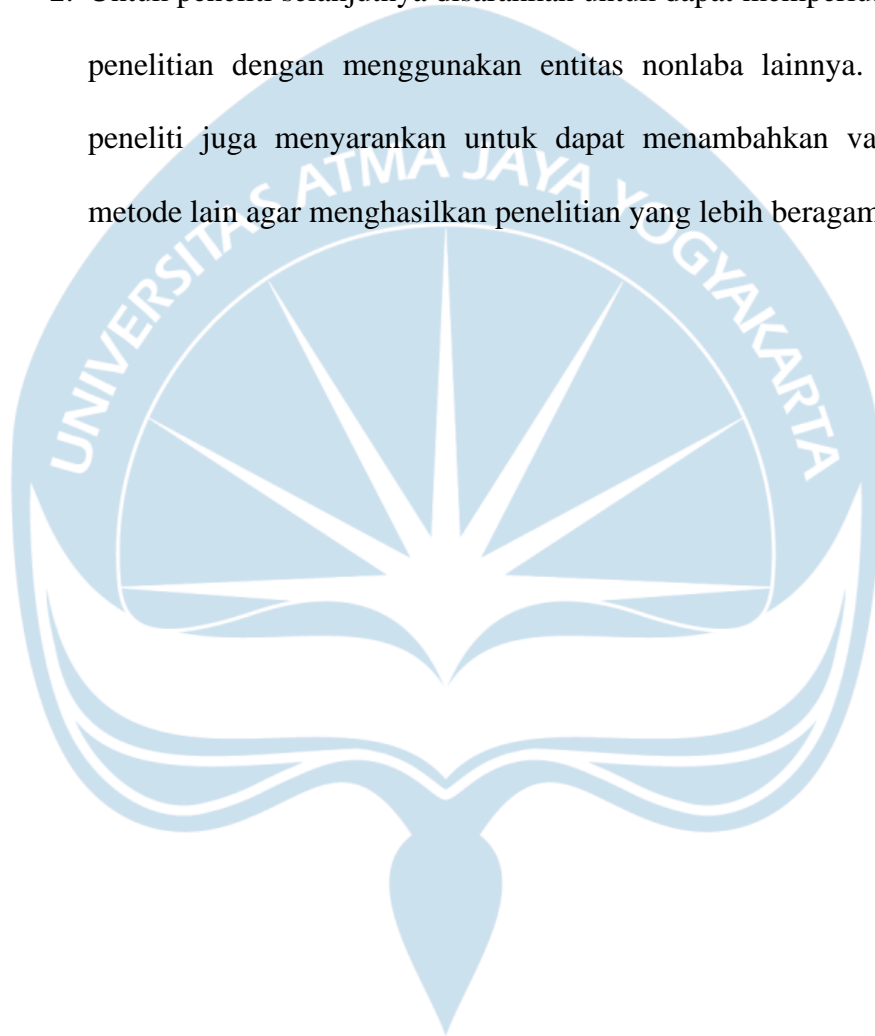 penelitian dengan menggunakan entitas nonlaba lainnya.
peneliti juga menyarankan untuk dapat menambahkan
metode lain agar menghasilkan penelitian yang lebih beragam
UNIVERSITAS ATMA JAYA YOGYAKARTA